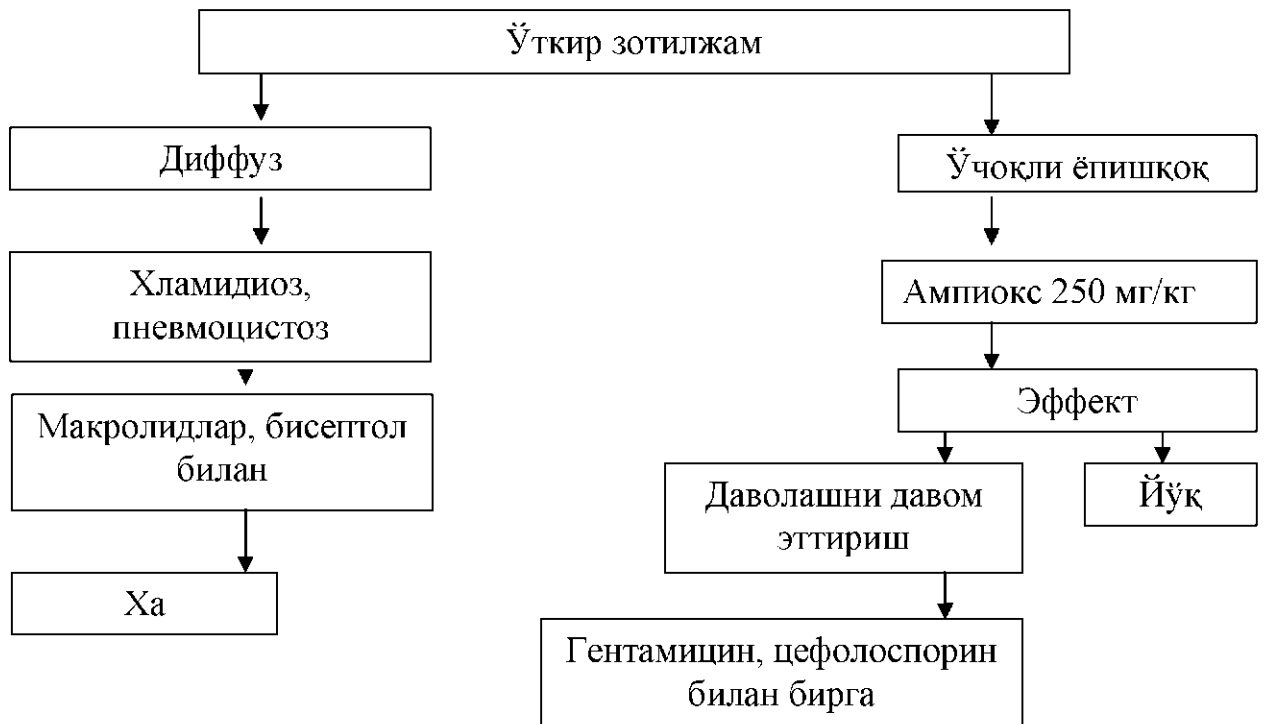 Ўткир зотилжам
Диффуз
Ўчоқли ёпишқоқ
Хламидиоз,
пневмоцистоз
Ампиокс 250 мг/кг
Макролидлар, бисептол
билан
Эффект
Даволашни давом
эттириш
Йўқ
Ха
Гентамицин, цефолоспорин
билан бирга